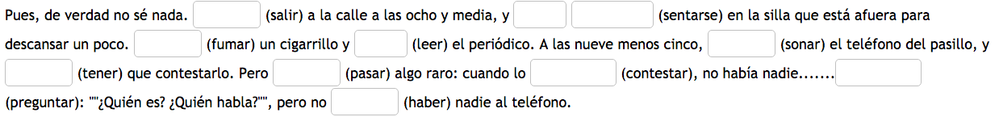 Pues, de verdad no sé nada. (salir) a la calle a las ocho y media, y (sentarse) en la silla que está afuera para
descansar un poco. (fumar) un cigarrillo y (leer) el periódico. A las nueve menos cinco, (sonar) el teléfono del pasillo, y
(tener) que contestarlo. Pero (pasar) algo raro: cuando lo (contestar), no había nadie.......
(preguntar): ""¿Quién es? ¿Quién habla?"", pero no (haber) nadie al teléfono.